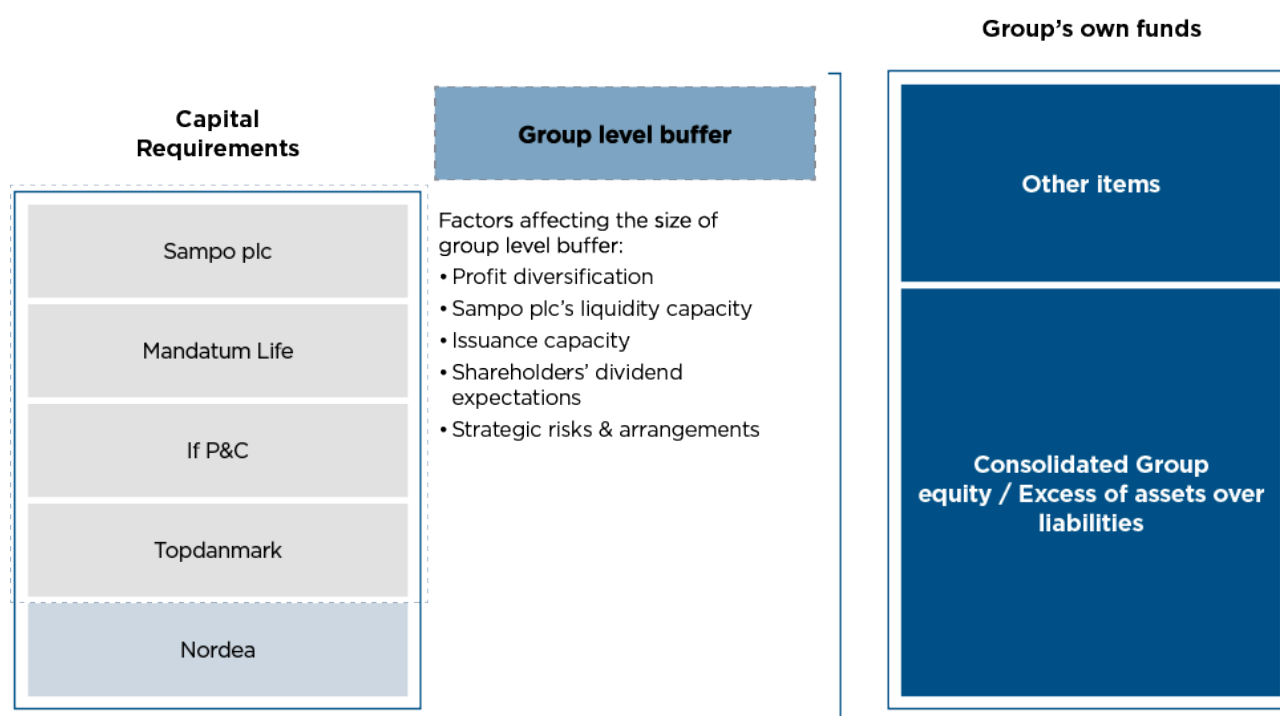 Group’s own funds
Capital
Requirements
Group level buffer
Sampo plc
Mandatum Life
If P&C
Topdanmark
Nordea
Factors affecting the size of
group level buffer:
• Profit diversification
• Sampo plc’s liquidity capacity
• Issuance capacity
• Shareholders’ dividend
expectations
• Strategic risks & arrangements
Other items
Consolidated Group
equity / Excess of assets over
liabilities